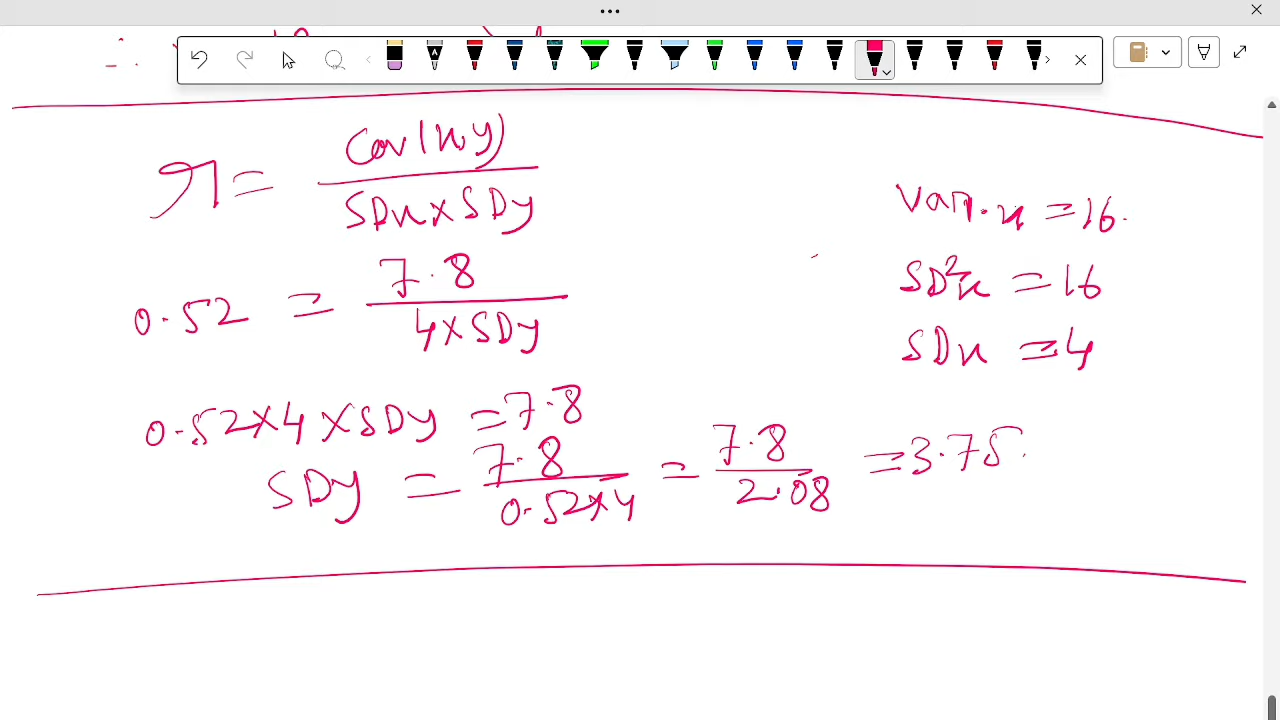 r = Cov(x,y)
SDx × SDy
Var. x = 16.
SD²x = 16
SDx = 4
0.52 = 7.8
4 × SDy
0.52 × 4 × SDy = 7.8
SDy = 7.8 / 0.52 × 4 = 7.8 / 2.08 = 3.75.